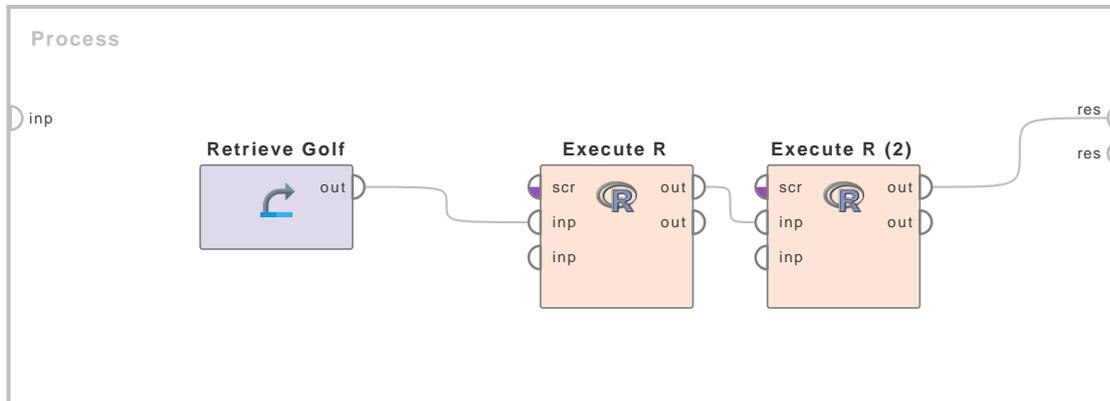 Process
inp
res
res
Retrieve Golf
out
Execute R
scr
out
inp
out
inp
R
Execute R (2)
scr
out
inp
out
inp
R